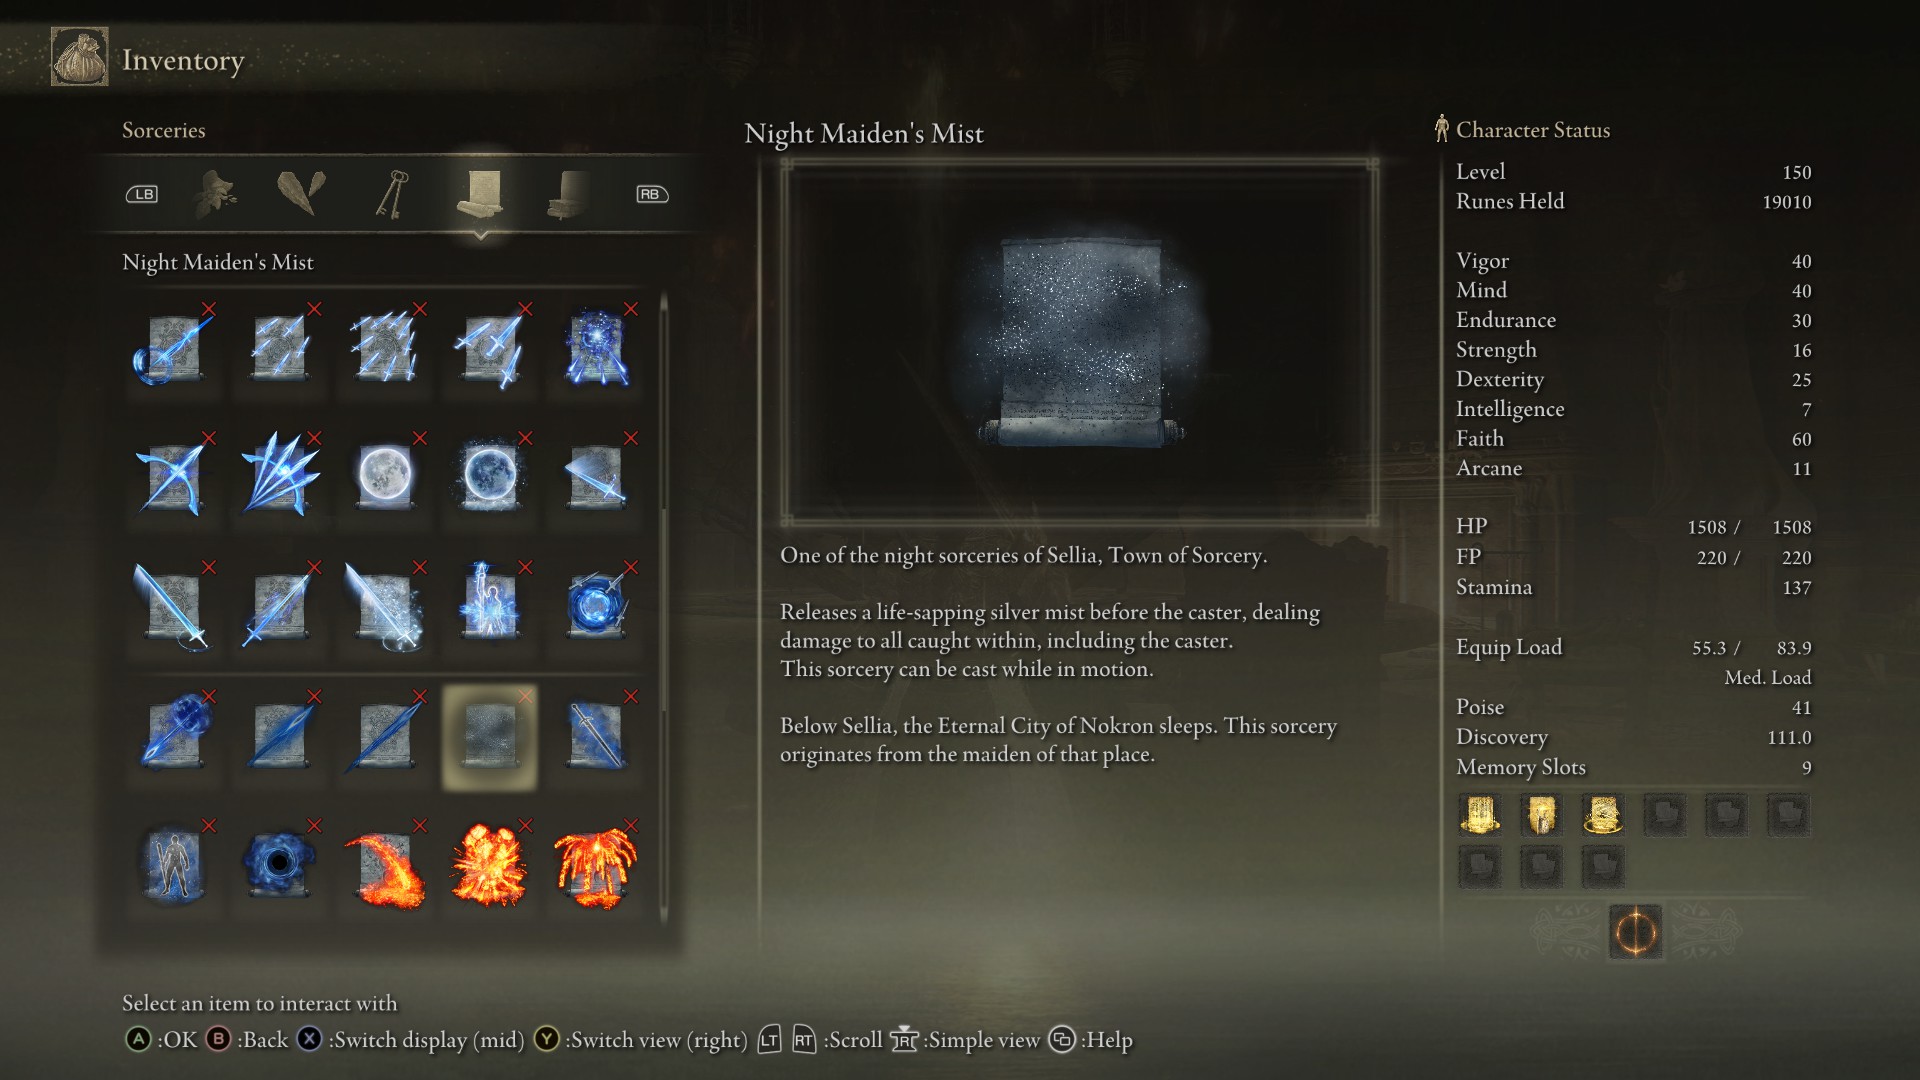 Inventory
Sorceries
LB
RB
Night Maiden's Mist
Night Maiden's Mist
One of the night sorceries of Sellia, Town of Sorcery.
Releases a life-sapping silver mist before the caster, dealing
damage to all caught within, including the caster.
This sorcery can be cast while in motion.
Below Sellia, the Eternal City of Nokron sleeps. This sorcery
originates from the maiden of that place.
Character Status
Level 150
Runes Held 19010
Vigor 40
Mind 40
Endurance 30
Strength 16
Dexterity 25
Intelligence 7
Faith 60
Arcane 11
HP 1508 / 1508
FP 220 / 220
Stamina 137
Equip Load 55.3 / 83.9
Med. Load
Poise 41
Discovery 111.0
Memory Slots 9
Select an item to interact with
A :OK B :Back X :Switch display (mid) Y :Switch view (right) LT RT :Scroll R :Simple view :Help